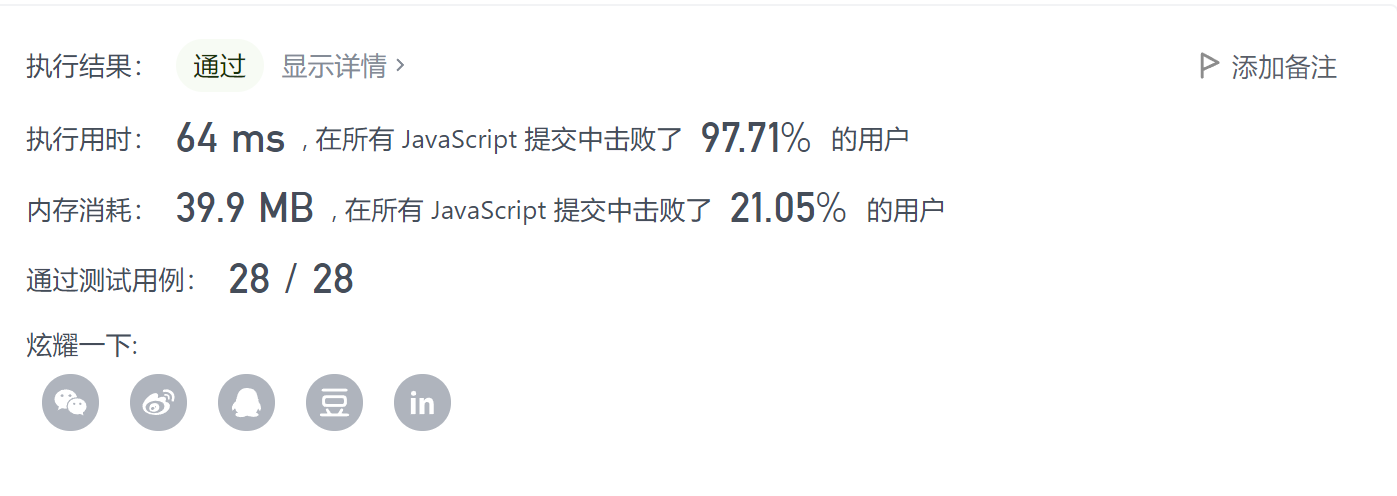 执行结果： 通过 显示详情 > 添加备注
执行用时： 64 ms , 在所有 JavaScript 提交中击败了 97.71% 的用户
内存消耗： 39.9 MB , 在所有 JavaScript 提交中击败了 21.05% 的用户
通过测试用例： 28 / 28
炫耀一下:
豆 in